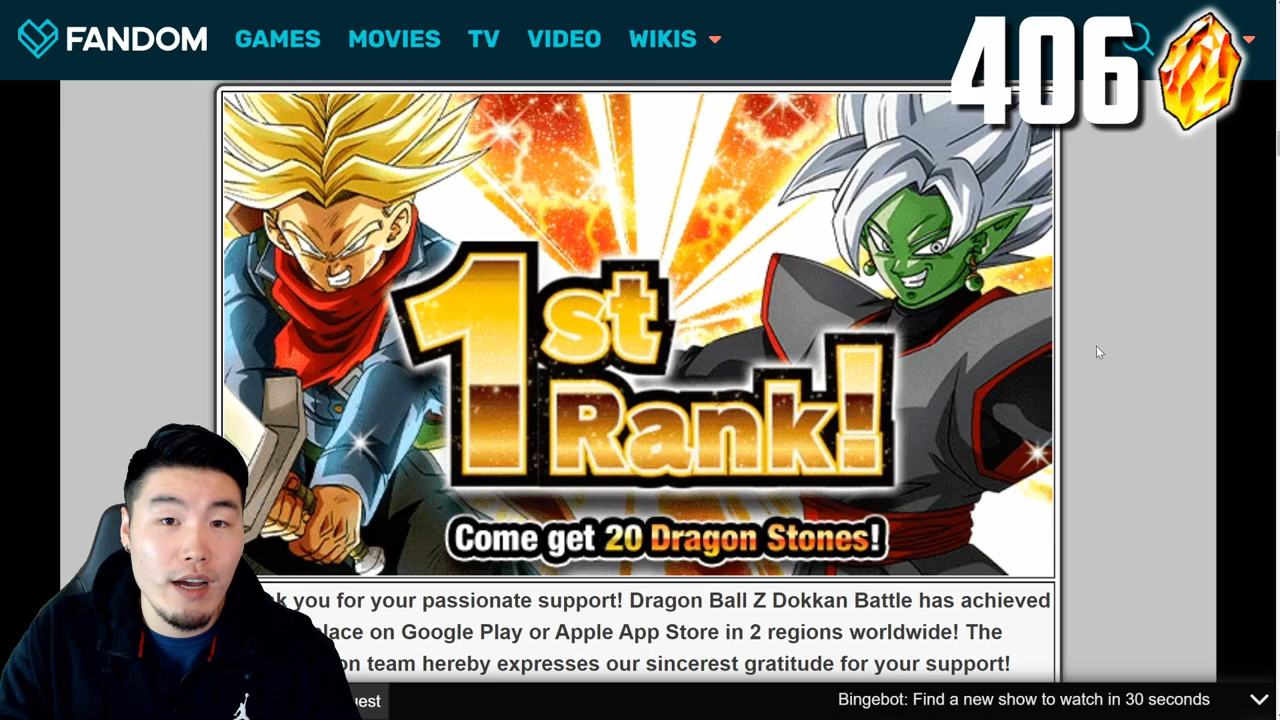 FANDOM GAMES MOVIES TV VIDEO WIKIS
406
1st
Rank!
Come get 20 Dragon Stones!
you for your passionate support! Dragon Ball Z Dokkan Battle has achieved
on Google Play or Apple App Store in 2 regions worldwide! The
team hereby expresses our sincerest gratitude for your support!
Bingebot: Find a new show to watch in 30 seconds